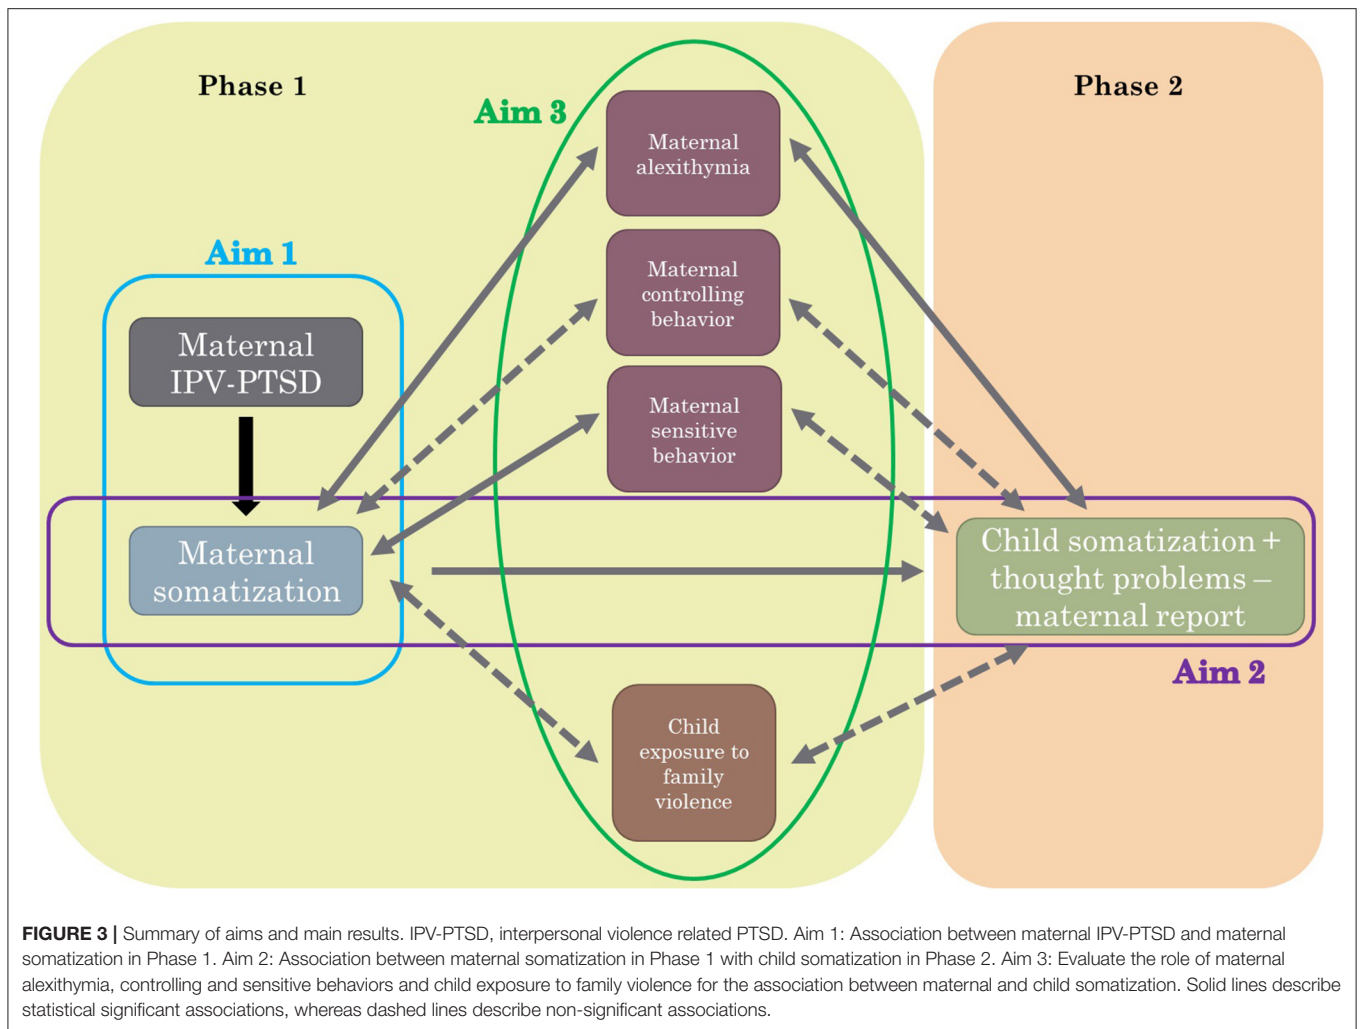 Phase 1
Phase 2
Aim 3
Maternal
alexithymia
Aim 1
Maternal
controlling
behavior
Maternal
IPV-PTSD
Maternal
sensitive
behavior
Maternal
somatization
Child somatization +
thought problems –
maternal report
Aim 2
Child
exposure to
family
violence
FIGURE 3 | Summary of aims and main results. IPV-PTSD, interpersonal violence related PTSD. Aim 1: Association between maternal IPV-PTSD and maternal
somatization in Phase 1. Aim 2: Association between maternal somatization in Phase 1 with child somatization in Phase 2. Aim 3: Evaluate the role of maternal
alexithymia, controlling and sensitive behaviors and child exposure to family violence for the association between maternal and child somatization. Solid lines describe
statistical significant associations, whereas dashed lines describe non-significant associations.